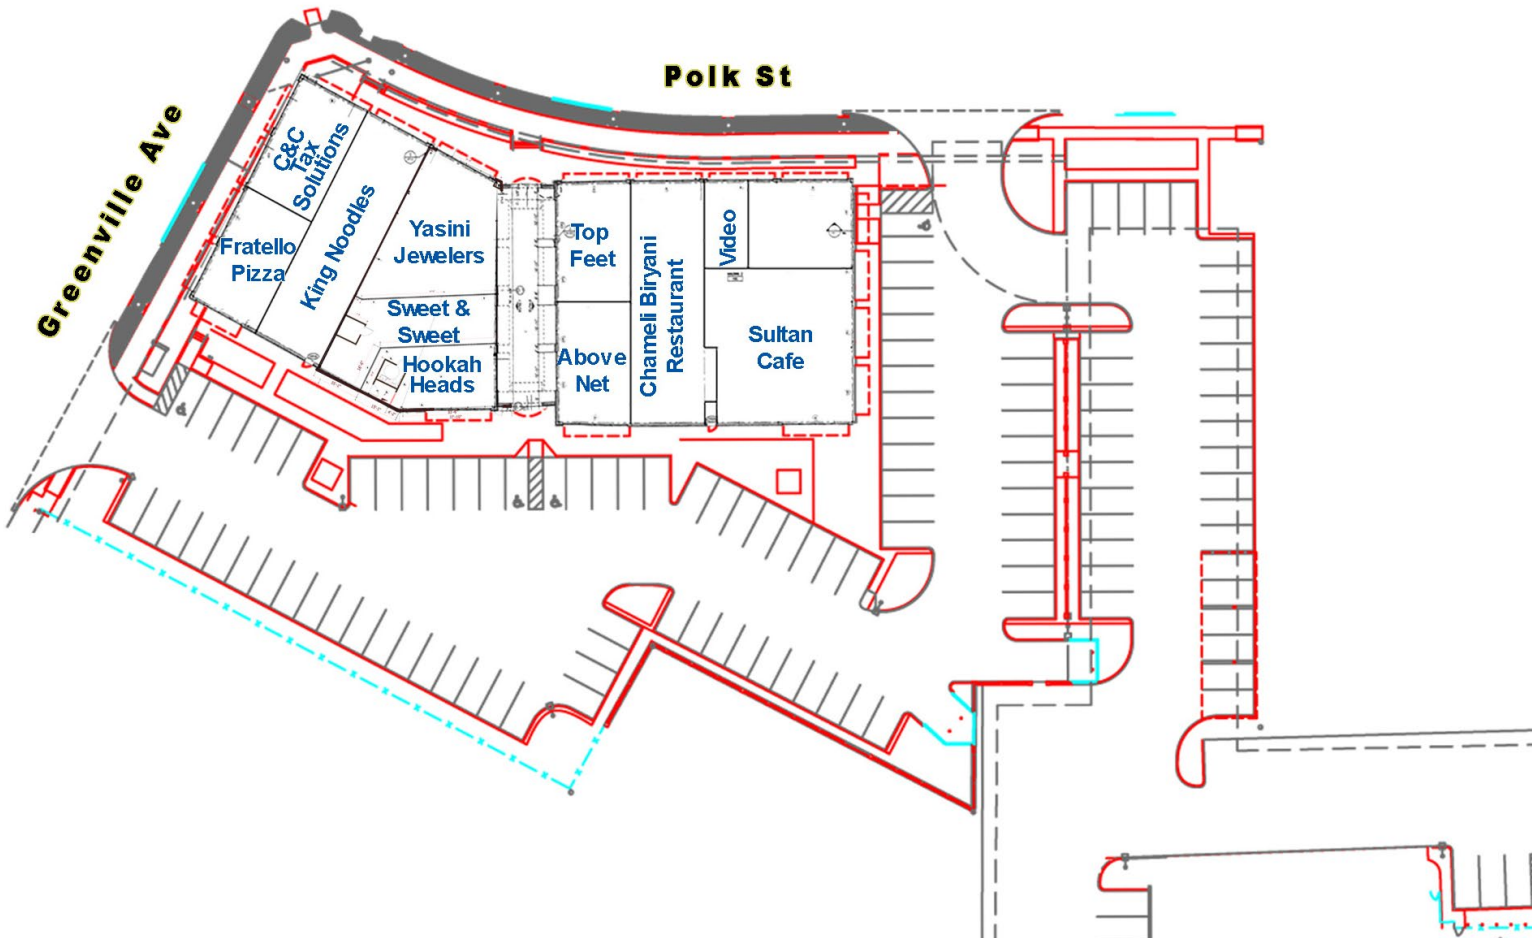 Polk St
Greenville Ave
C&C
Tax
Solutions
Fratello
Pizza
King Noodles
Yasini
Jewelers
Sweet &
Sweet
Hookah
Heads
Top
Feet
Above
Net
Chameli Biryani
Restaurant
Video
Sultan
Cafe